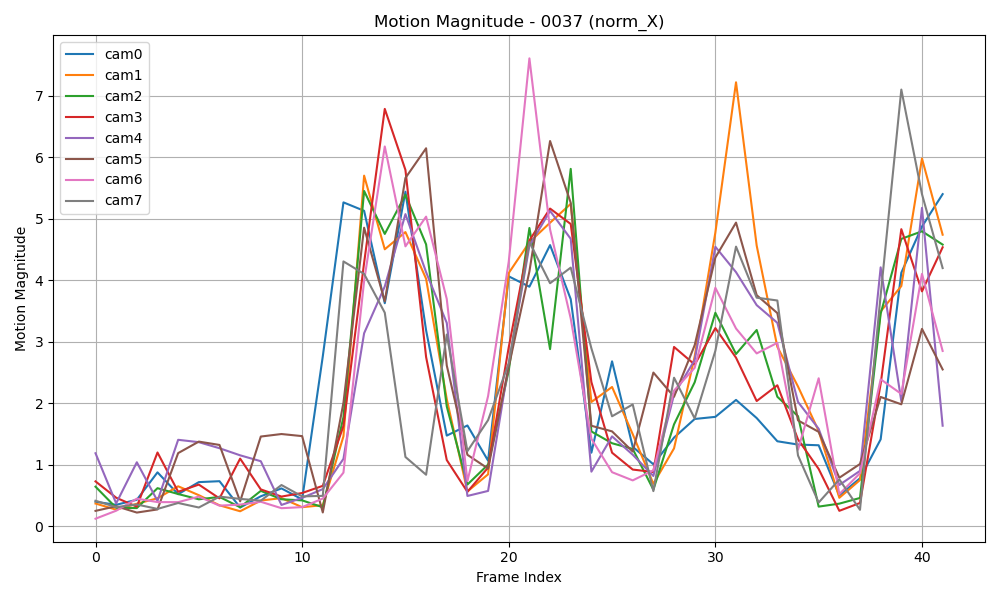 Motion Magnitude - 0037 (norm_X)
cam0
cam1
cam2
cam3
cam4
cam5
cam6
cam7
Motion Magnitude
7
6
5
4
3
2
1
0
0 10 20 30 40
Frame Index